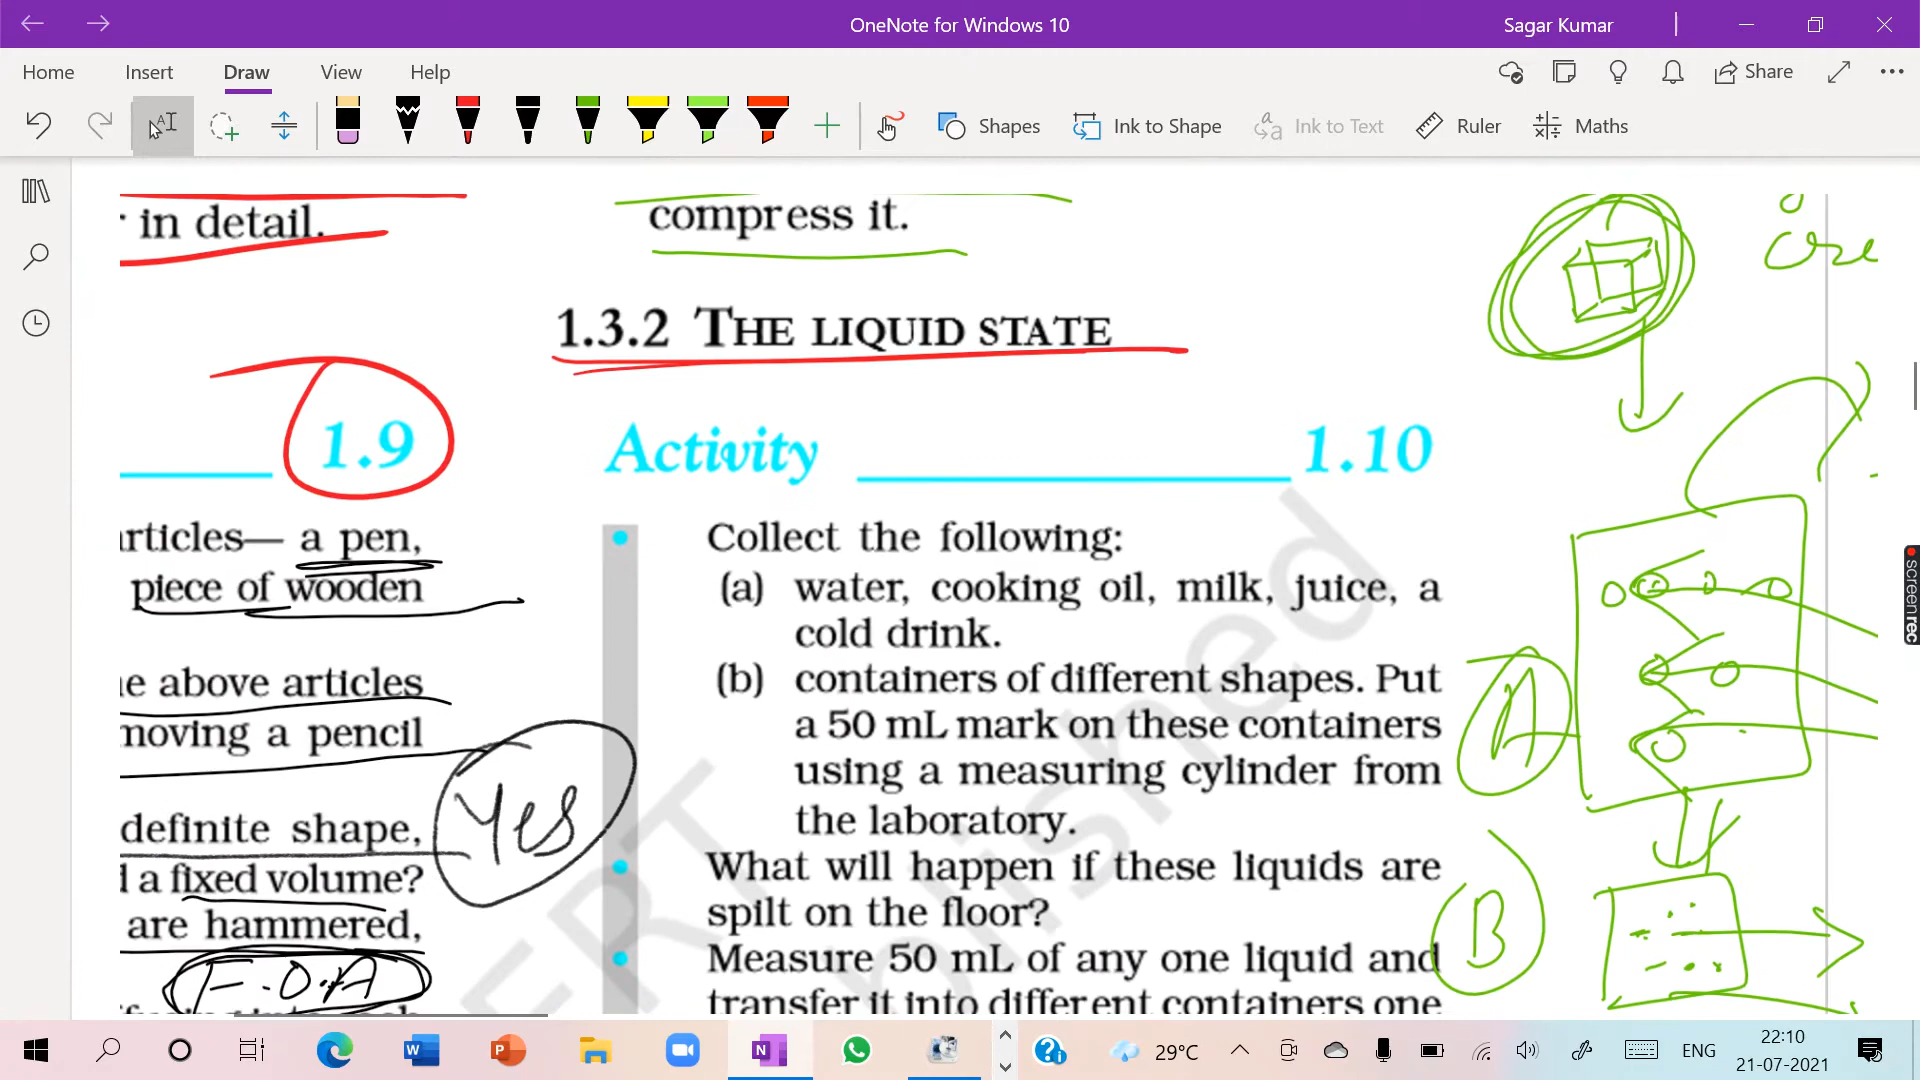 OneNote for Windows 10
Sagar Kumar
Home Insert Draw View Help
Share
Shapes Ink to Shape Ink to Text Ruler Maths
in detail.
compress it.
1.3.2 THE LIQUID STATE
1.9
Activity 1.10
rticles— a pen,
piece of wooden
e above articles
moving a pencil
definite shape,
a fixed volume?
are hammered,
Yes
F.O.A
Collect the following:
(a) water, cooking oil, milk, juice, a
cold drink.
(b) containers of different shapes. Put
a 50 mL mark on these containers
using a measuring cylinder from
the laboratory.
What will happen if these liquids are
spilt on the floor?
Measure 50 mL of any one liquid and
transfer it into different containers one
A
B
screenrec
29°C
ENG
22:10
21-07-2021